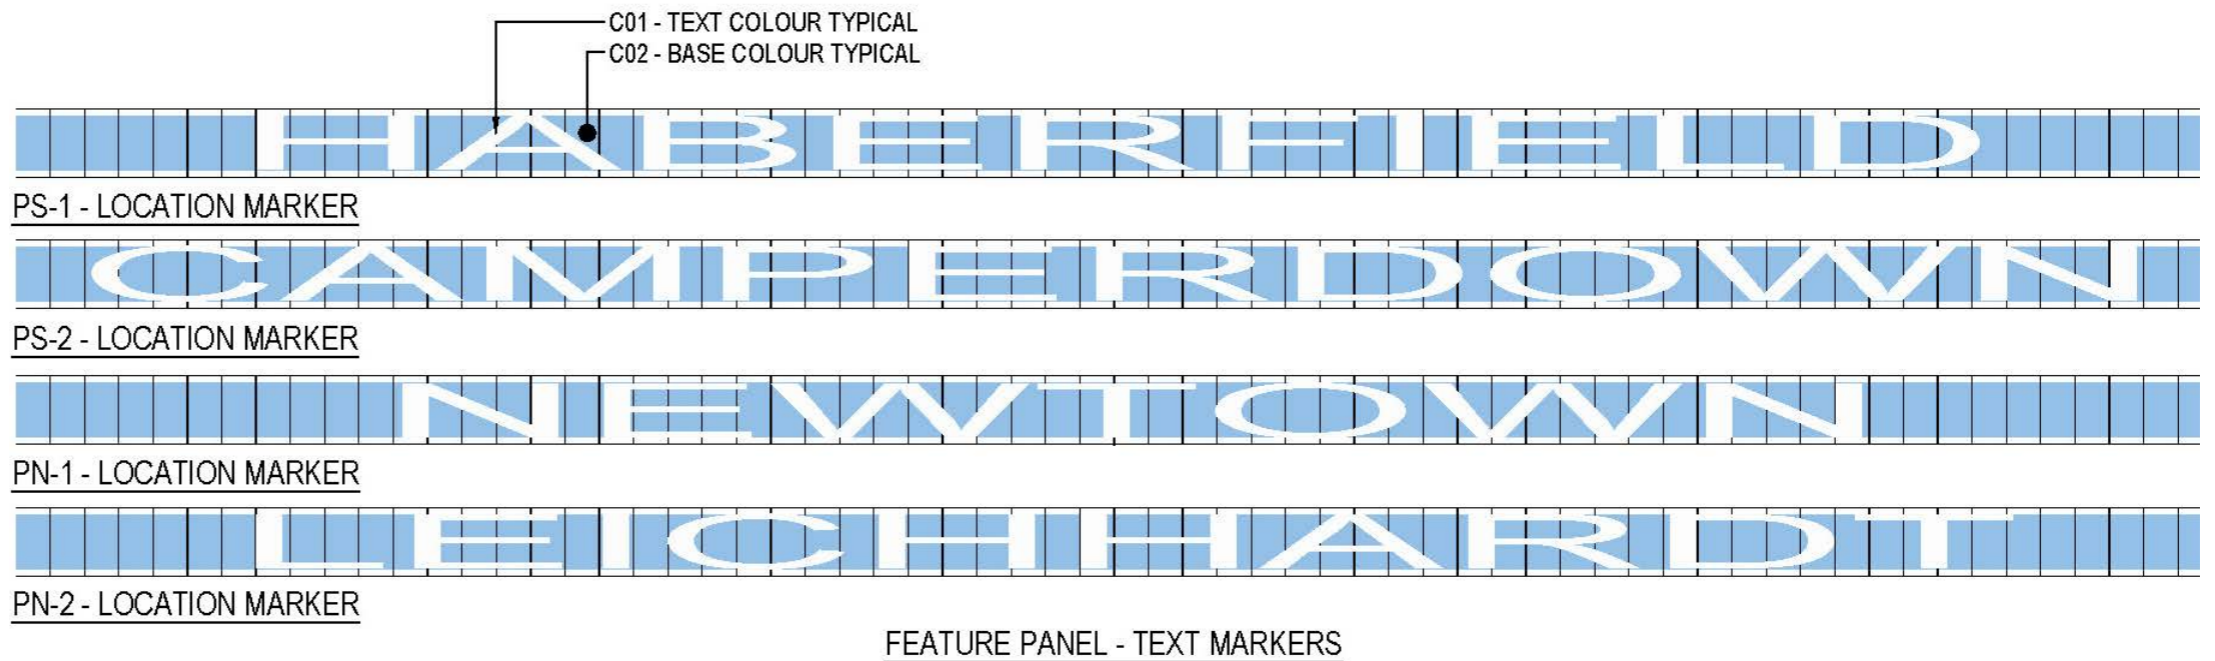 C01 - TEXT COLOUR TYPICAL
C02 - BASE COLOUR TYPICAL
HABERFIELD
PS-1 - LOCATION MARKER
CAMPERDOWN
PS-2 - LOCATION MARKER
NEWTOWN
PN-1 - LOCATION MARKER
LEICHHARDT
PN-2 - LOCATION MARKER
FEATURE PANEL - TEXT MARKERS